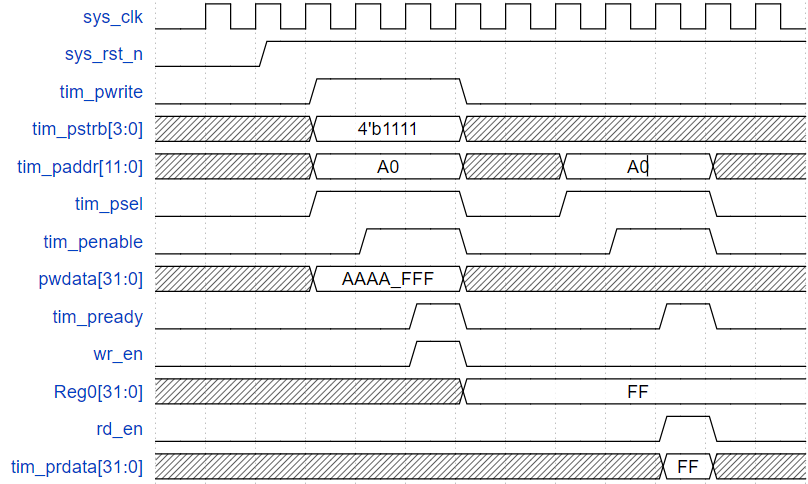 sys_clk
sys_rst_n
tim_pwrite
tim_pstrb[3:0] 4'b1111
tim_paddr[11:0] A0 A0
tim_psel
tim_penable
pwdata[31:0] AAAA_FFF
tim_pready
wr_en
Reg0[31:0] FF
rd_en
tim_prdata[31:0] FF